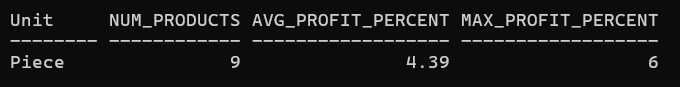 Unit     NUM_PRODUCTS AVG_PROFIT_PERCENT MAX_PROFIT_PERCENT
-------- ------------ ------------------ ------------------
Piece               9               4.39                  6